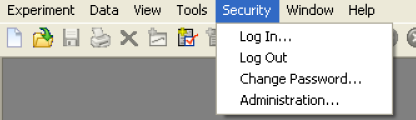 Experiment Data View Tools Security Window Help
Log In...
Log Out
Change Password...
Administration...